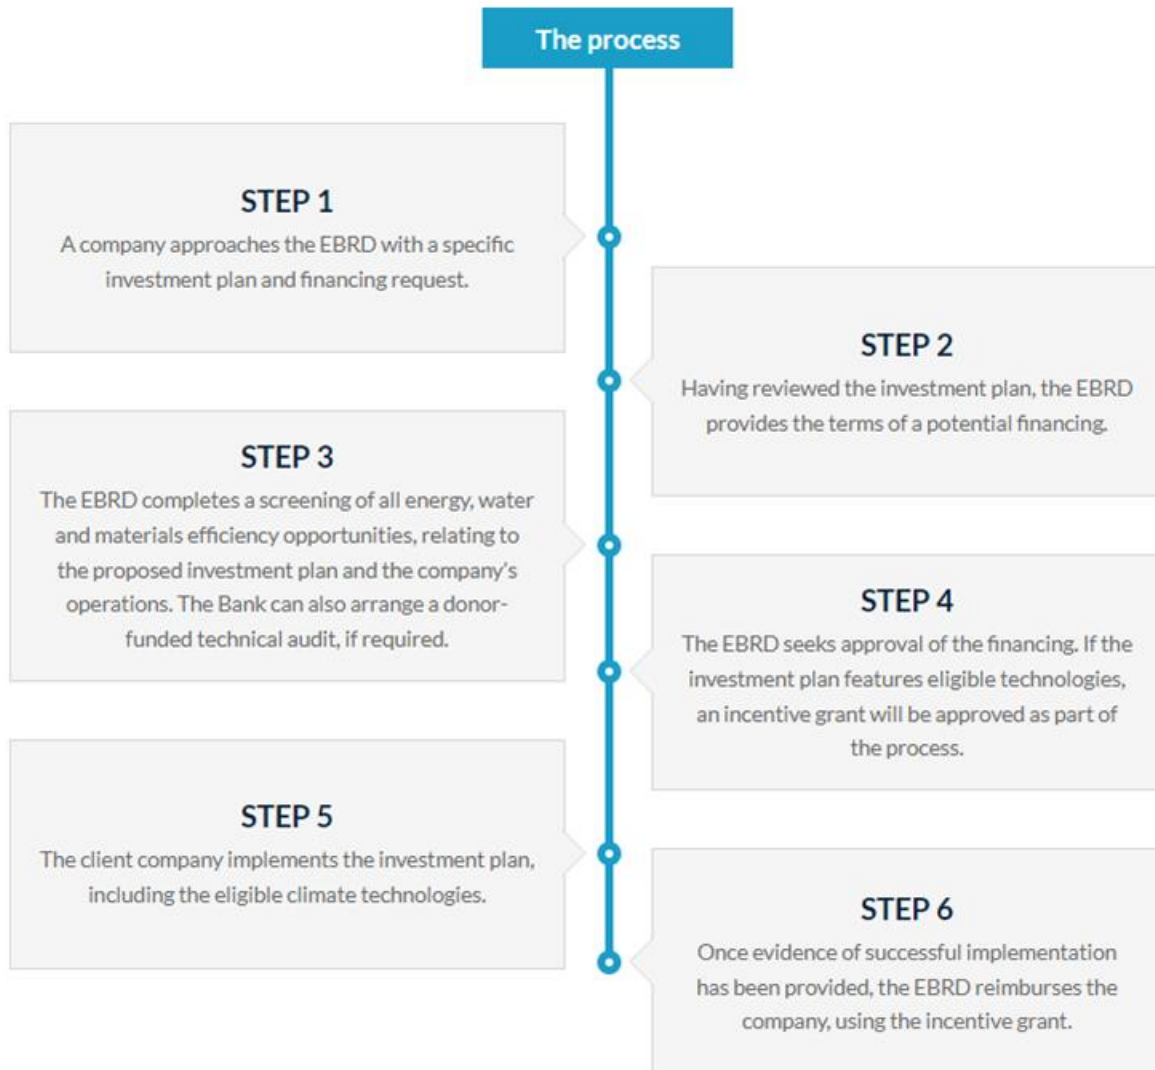 The process
STEP 1
A company approaches the EBRD with a specific
investment plan and financing request.
STEP 2
Having reviewed the investment plan, the EBRD
provides the terms of a potential financing.
STEP 3
The EBRD completes a screening of all energy, water
and materials efficiency opportunities, relating to
the proposed investment plan and the company's
operations. The Bank can also arrange a donor-
funded technical audit, if required.
STEP 4
The EBRD seeks approval of the financing. If the
investment plan features eligible technologies,
an incentive grant will be approved as part of
the process.
STEP 5
The client company implements the investment plan,
including the eligible climate technologies.
STEP 6
Once evidence of successful implementation
has been provided, the EBRD reimburses the
company, using the incentive grant.